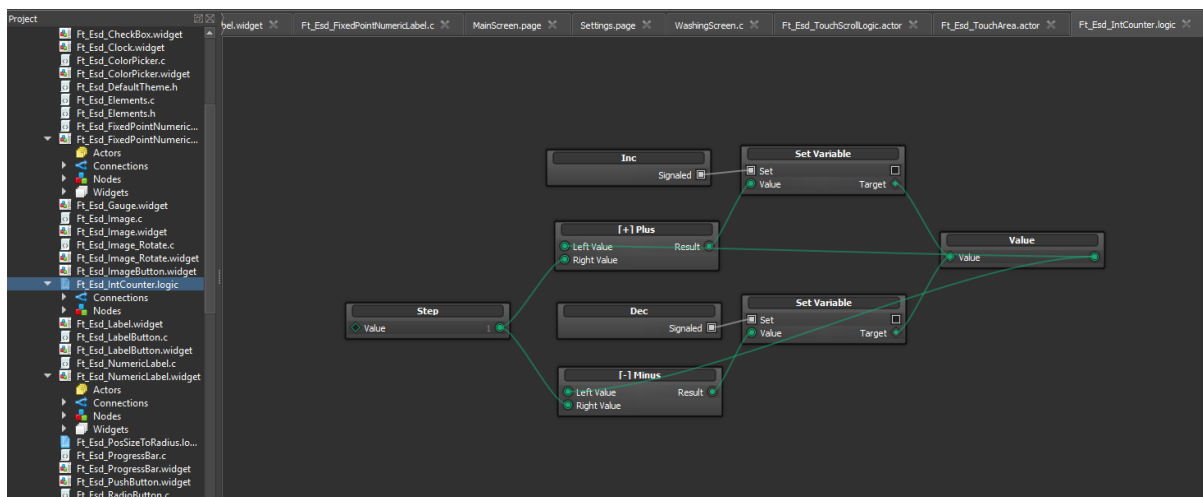 Project
bel.widget
Ft_Esd_FixedPointNumericLabel.c
MainScreen.page
Settings.page
WashingScreen.c
Ft_Esd_TouchScrollLogic.actor
Ft_Esd_TouchArea.actor
Ft_Esd_IntCounter.logic
Ft_Esd_CheckBox.widget
Ft_Esd_Clock.widget
Ft_Esd_ColorPicker.c
Ft_Esd_ColorPicker.widget
Ft_Esd_DefaultTheme.h
Ft_Esd_Elements.c
Ft_Esd_Elements.h
Ft_Esd_FixedPointNumeric...
Ft_Esd_FixedPointNumeric...
Actors
Connections
Nodes
Widgets
Ft_Esd_Gauge.widget
Ft_Esd_Image.c
Ft_Esd_Image.widget
Ft_Esd_Image_Rotate.c
Ft_Esd_Image_Rotate.widget
Ft_Esd_ImageButton.widget
Ft_Esd_IntCounter.logic
Connections
Nodes
Ft_Esd_Label.widget
Ft_Esd_LabelButton.c
Ft_Esd_LabelButton.widget
Ft_Esd_NumericLabel.c
Ft_Esd_NumericLabel.widget
Actors
Connections
Nodes
Widgets
Ft_Esd_PosSizeToRadius.lo...
Ft_Esd_ProgressBar.c
Ft_Esd_ProgressBar.widget
Ft_Esd_PushButton.widget
Ft_Esd_RadioButton.c
Inc
Signaled
Set Variable
Set
Value
Target
[+] Plus
Left Value
Result
Right Value
Value
Value
Step
Value
1
Dec
Signaled
Set Variable
Set
Value
Target
[-] Minus
Left Value
Result
Right Value